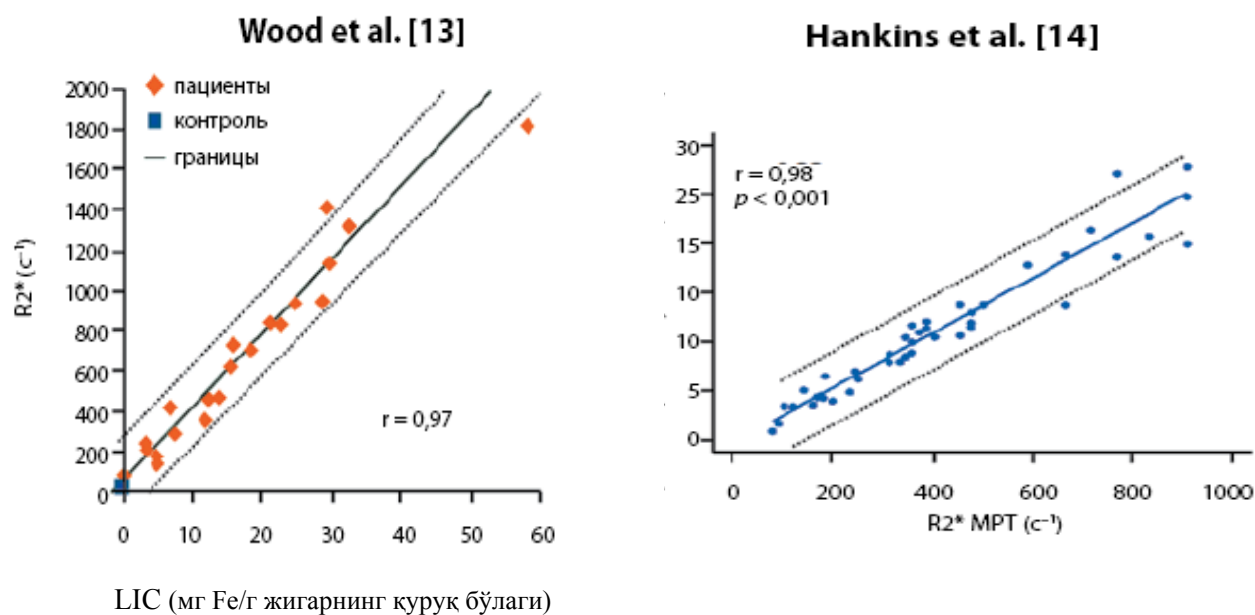 Wood et al. [13]
2000
1800
1600
1400
1200
1000
800
600
400
200
0
R2* (c⁻¹)
пациенты
контроль
границы
r = 0,97
0 10 20 30 40 50 60
LIC (мг Fe/г жигарнинг қуруқ бўлаги)
Hankins et al. [14]
30
25
15
10
10
5
0
r = 0,98
p < 0,001
0 200 400 600 800 1000
R2* МРТ (c⁻¹)